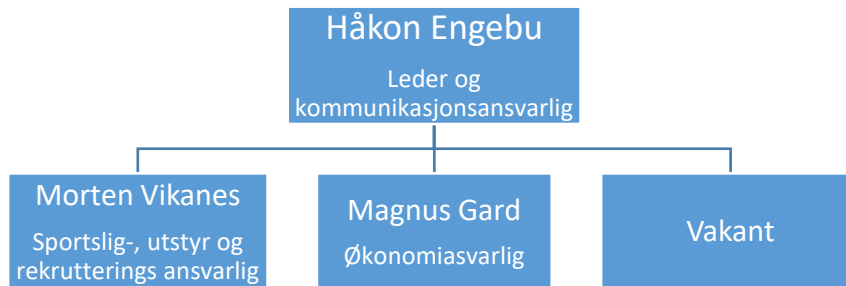 Håkon Engebu
Leder og
kommunikasjonsansvarlig
Morten Vikanes
Sportslig-, utstyr og
rekrutterings ansvarlig
Magnus Gard
Økonomiasvarlig
Vakant